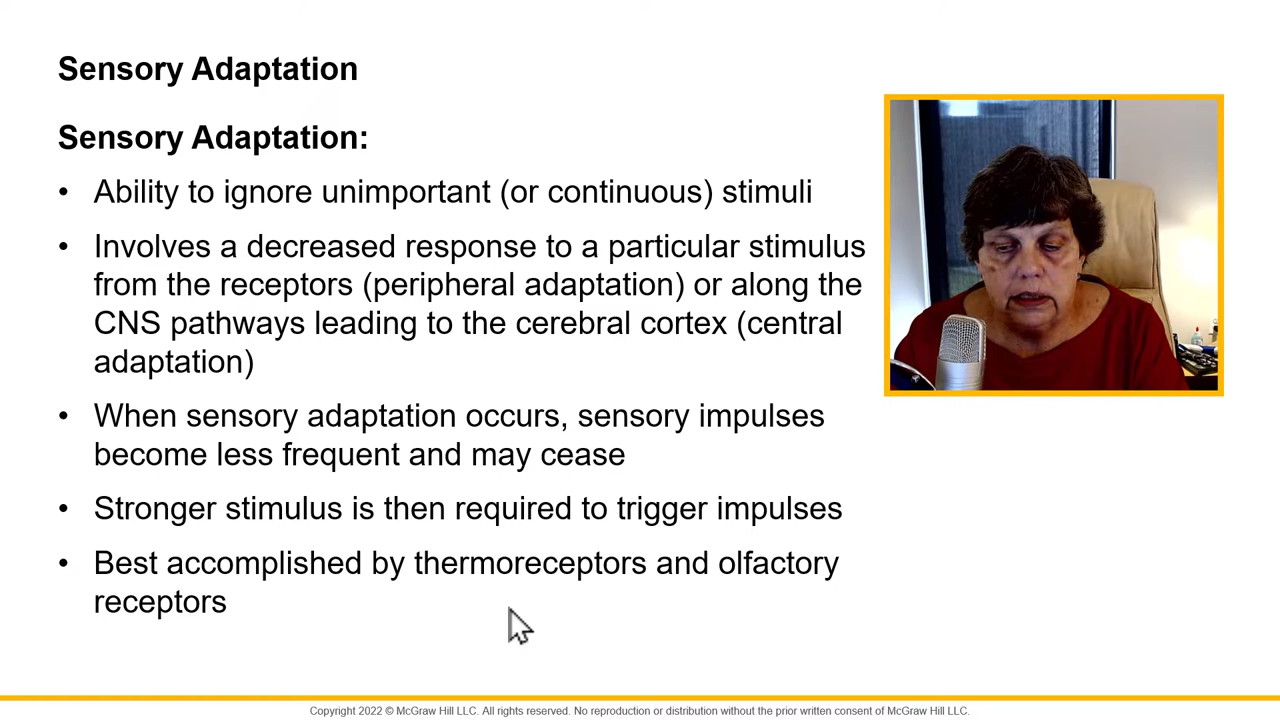 Sensory Adaptation
Sensory Adaptation:
• Ability to ignore unimportant (or continuous) stimuli
• Involves a decreased response to a particular stimulus
from the receptors (peripheral adaptation) or along the
CNS pathways leading to the cerebral cortex (central
adaptation)
• When sensory adaptation occurs, sensory impulses
become less frequent and may cease
• Stronger stimulus is then required to trigger impulses
• Best accomplished by thermoreceptors and olfactory
receptors
Copyright 2022 © McGraw Hill LLC. All rights reserved. No reproduction or distribution without the prior written consent of McGraw Hill LLC.